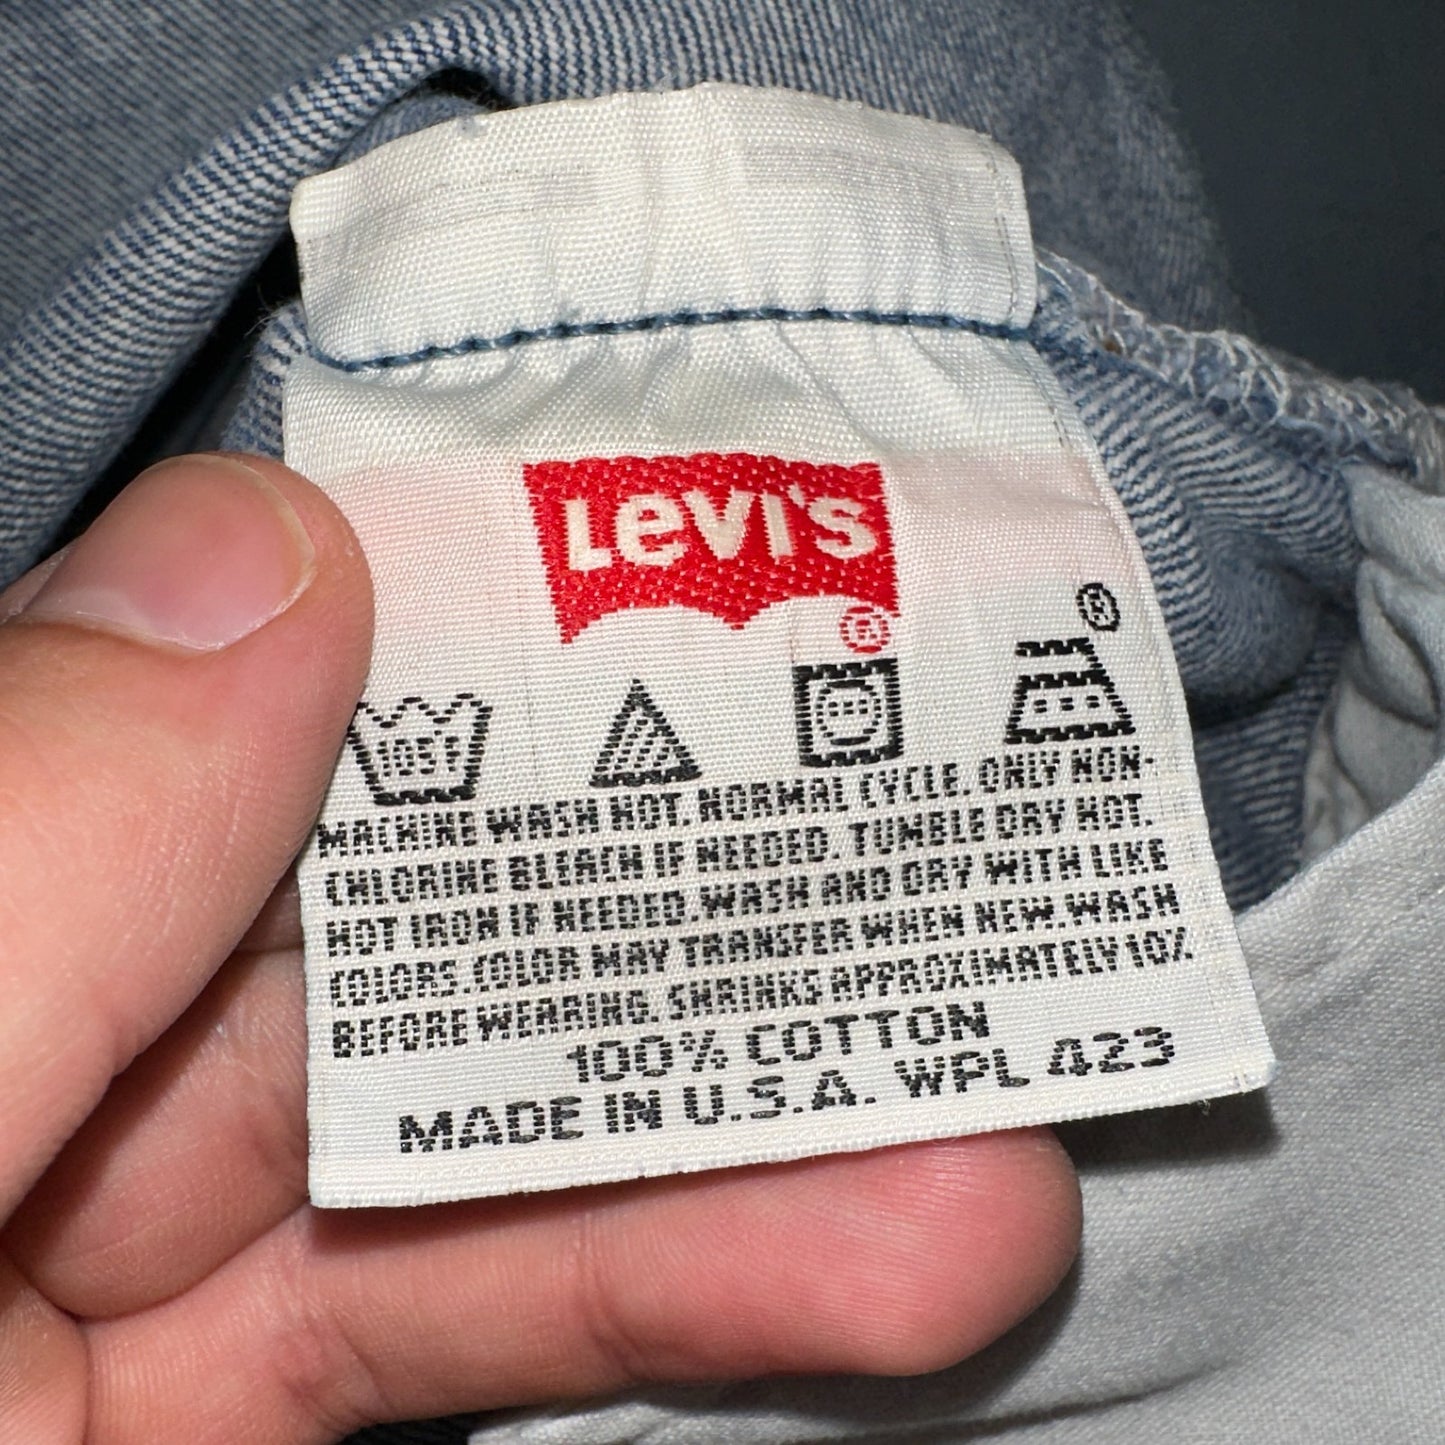 Levi's
®
®
105F
MACHINE WASH HOT. NORMAL CYCLE. ONLY NON-
CHLORINE BLEACH IF NEEDED. TUMBLE DRY HOT.
HOT IRON IF NEEDED. WASH AND DRY WITH LIKE
COLORS. COLOR MAY TRANSFER WHEN NEW. WASH
BEFORE WEARING. SHRINKS APPROXIMATELY 10%
100% COTTON
MADE IN U.S.A. WPL 423